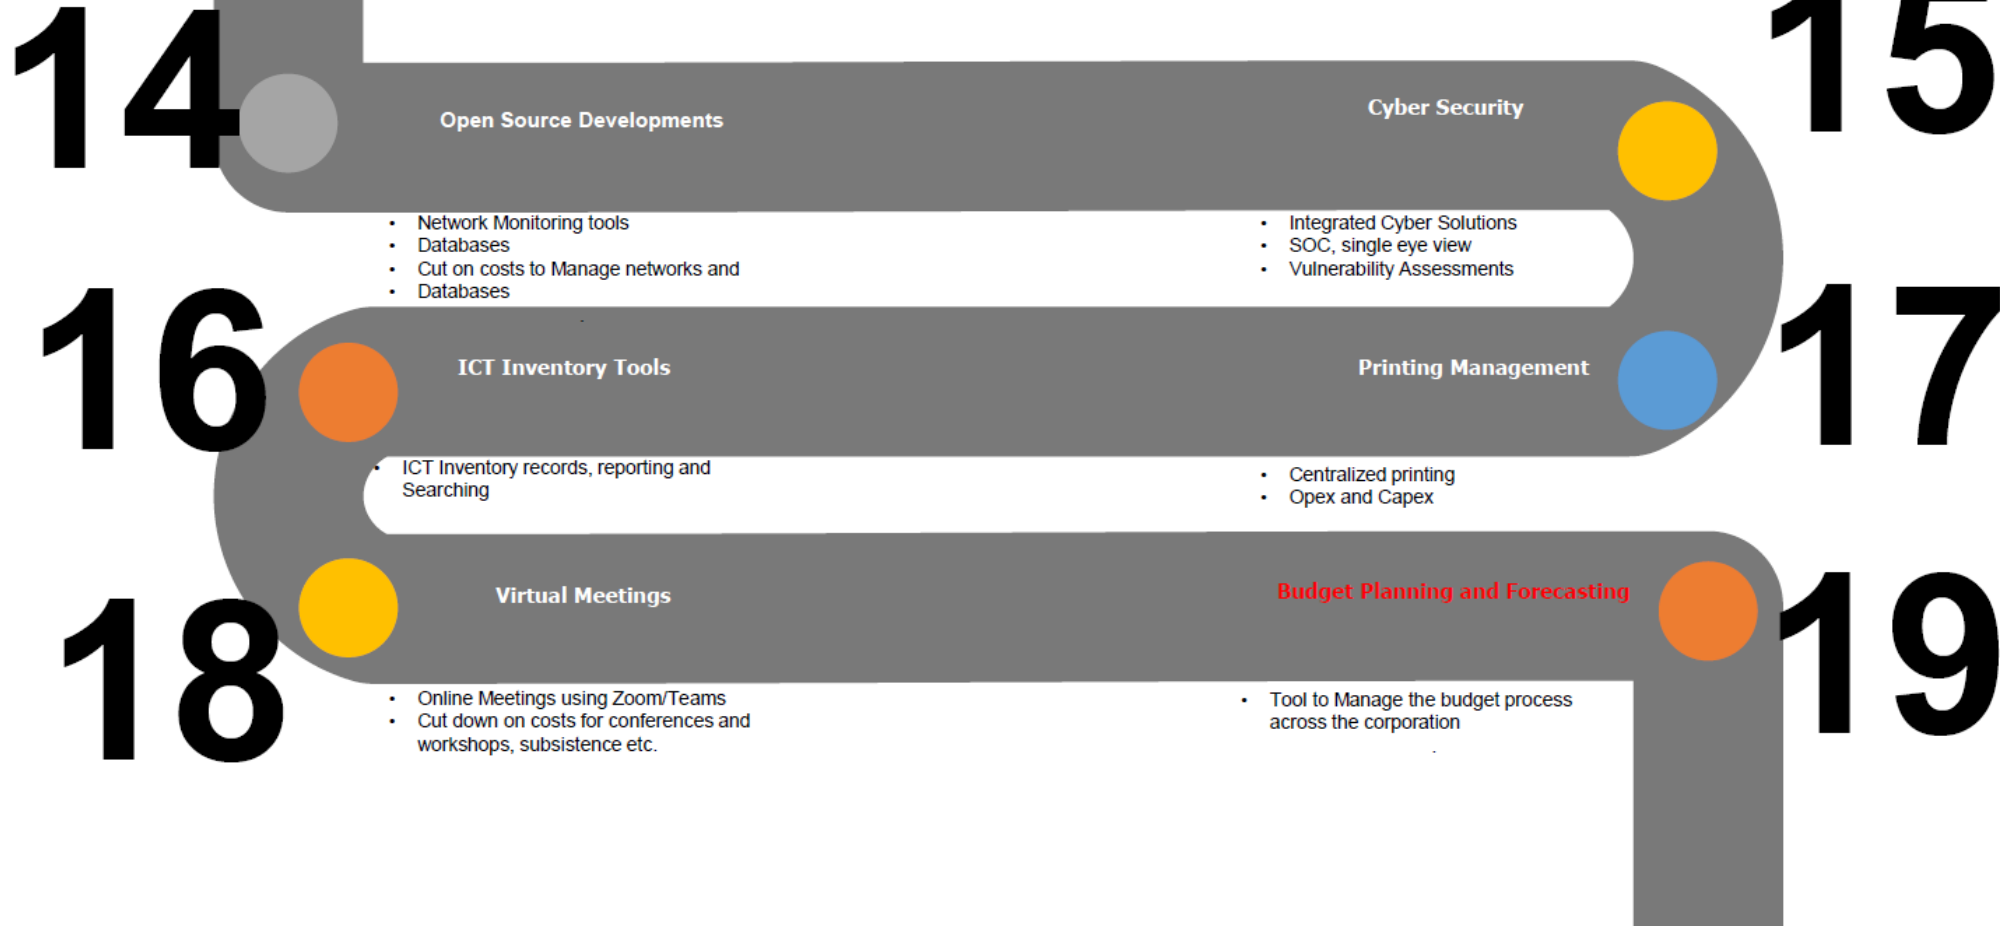 14
15
Open Source Developments
Cyber Security
• Network Monitoring tools
• Databases
• Cut on costs to Manage networks and
• Databases
.
• Integrated Cyber Solutions
• SOC, single eye view
• Vulnerability Assessments
16
17
ICT Inventory Tools
Printing Management
• ICT Inventory records, reporting and
Searching
• Centralized printing
• Opex and Capex
18
19
Virtual Meetings
Budget Planning and Forecasting
• Online Meetings using Zoom/Teams
• Cut down on costs for conferences and
workshops, subsistence etc.
• Tool to Manage the budget process
across the corporation
.